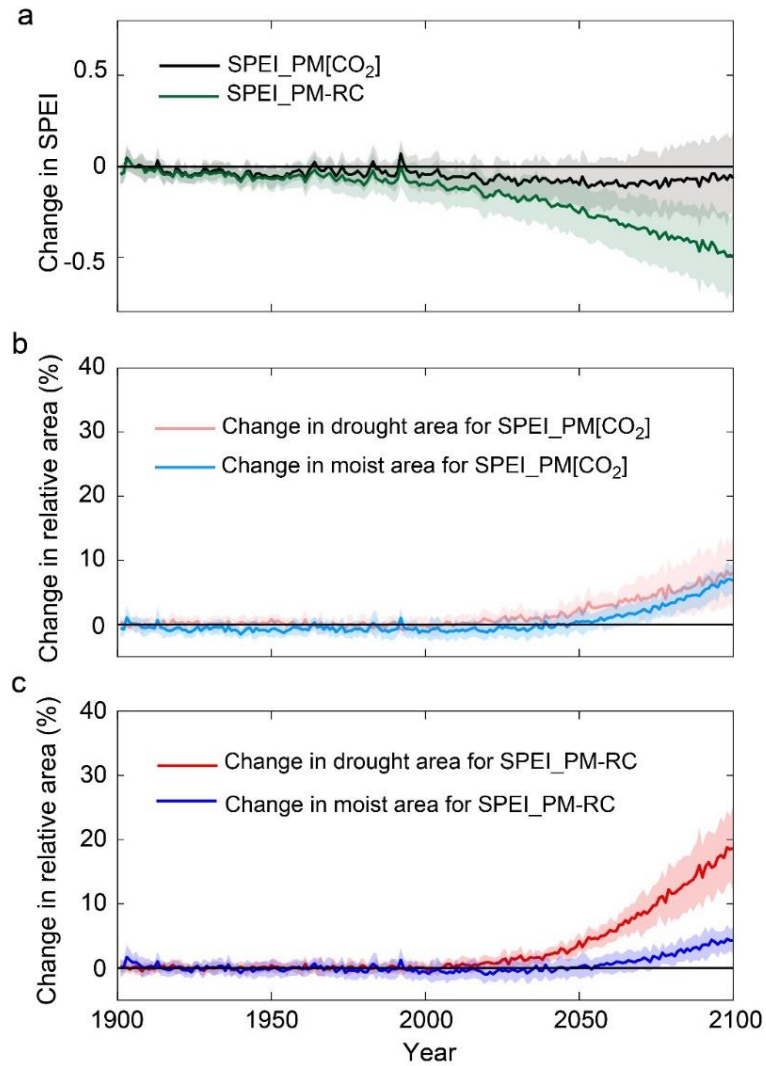 a
0.5
0
-0.5
Change in SPEI
SPEI_PM[CO₂]
SPEI_PM-RC
b
40
30
20
10
0
Change in relative area (%)
Change in drought area for SPEI_PM[CO₂]
Change in moist area for SPEI_PM[CO₂]
c
40
30
20
10
0
Change in relative area (%)
Change in drought area for SPEI_PM-RC
Change in moist area for SPEI_PM-RC
1900 1950 2000 2050 2100
Year